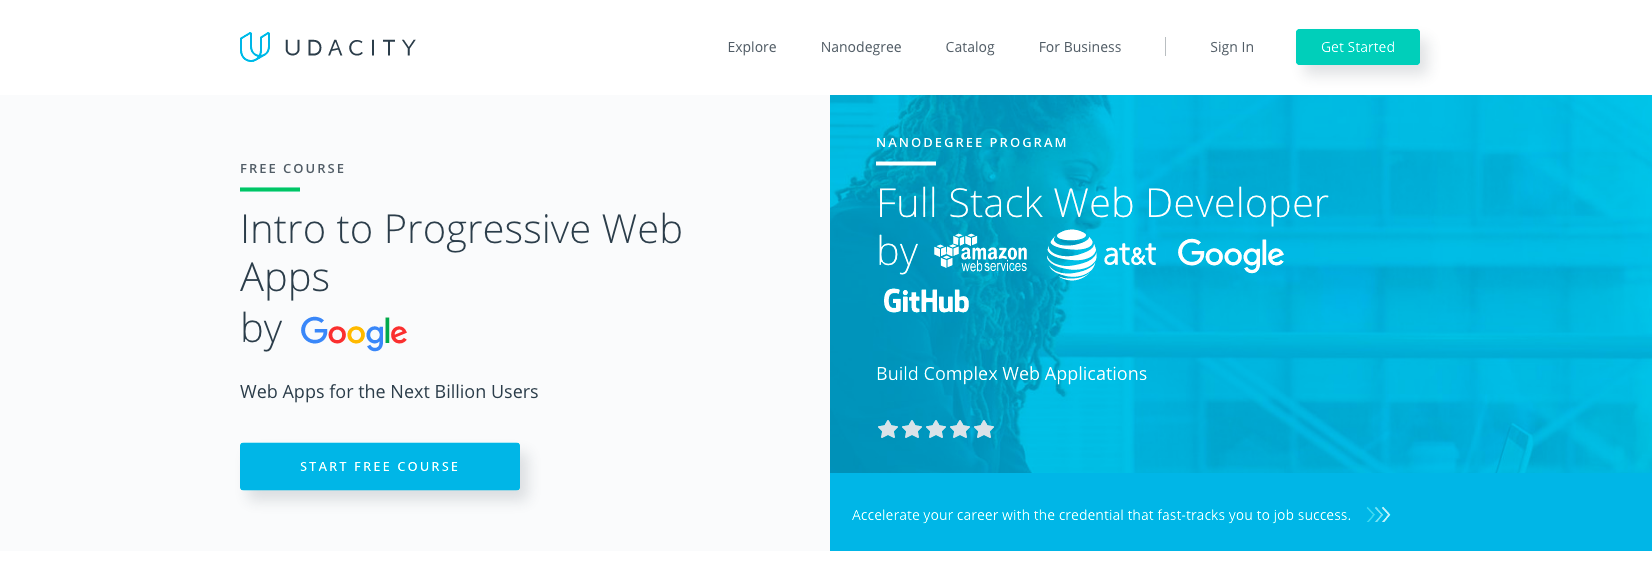 UDACITY
Explore Nanodegree Catalog For Business Sign In Get Started
FREE COURSE
Intro to Progressive Web
Apps
by Google
Web Apps for the Next Billion Users
START FREE COURSE
NANODEGREE PROGRAM
Full Stack Web Developer
by amazon web services at&t Google
GitHub
Build Complex Web Applications
Accelerate your career with the credential that fast-tracks you to job success.